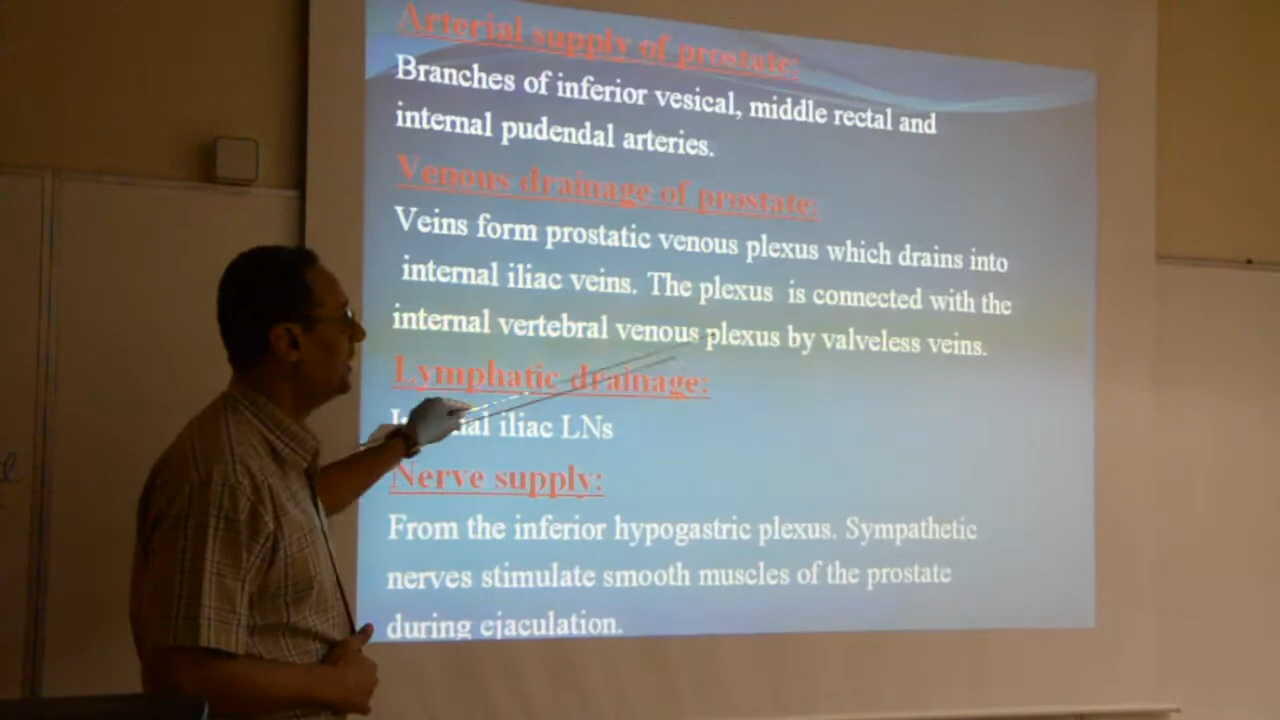 Arterial supply of prostate:
Branches of inferior vesical, middle rectal and
internal pudendal arteries.
Venous drainage of prostate:
Veins form prostatic venous plexus which drains into
internal iliac veins. The plexus is connected with the
internal vertebral venous plexus by valveless veins.
Lymphatic drainage:
iliac LNs
Nerve supply:
From the inferior hypogastric plexus. Sympathetic
nerves stimulate smooth muscles of the prostate
during ejaculation.